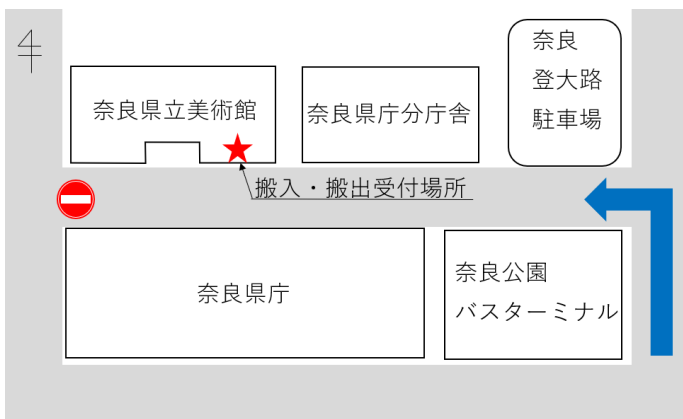 奈良
登大路
駐車場
奈良県立美術館
奈良県庁分庁舎
搬入・搬出受付場所
奈良県庁
奈良公園
バスターミナル